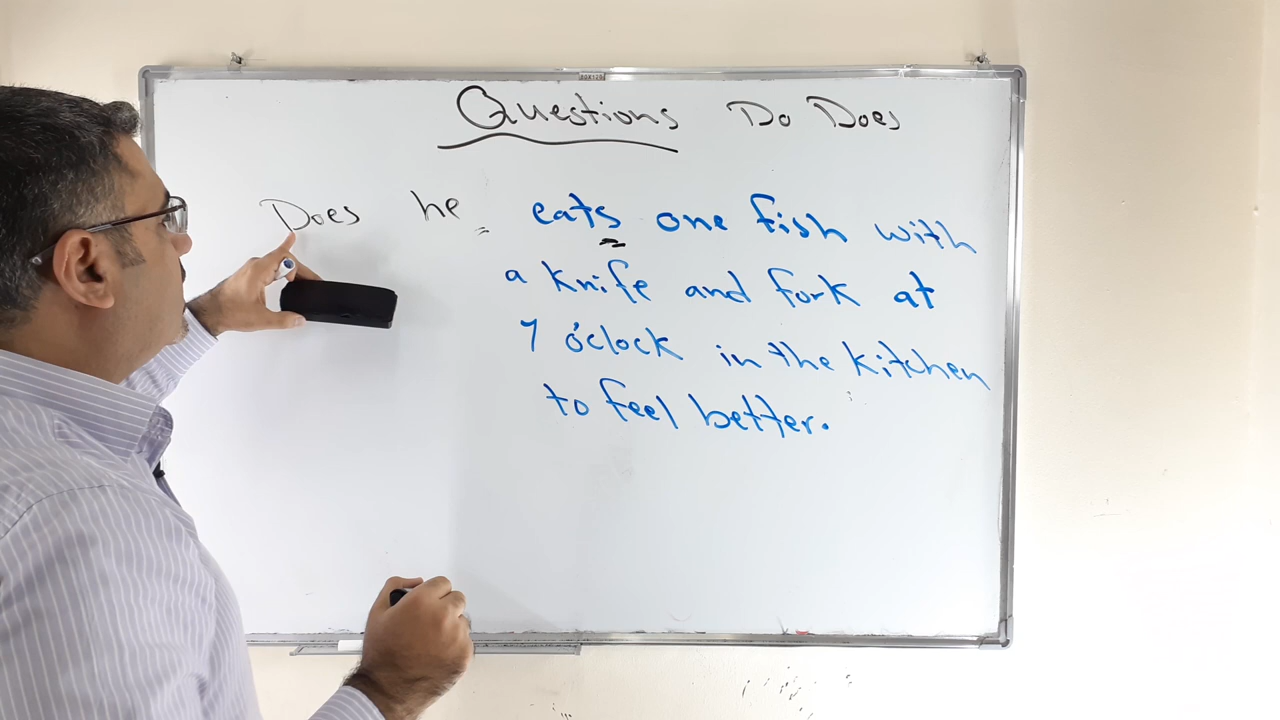 80X120
Questions Do Does
Does he eats one fish with
a knife and fork at
7 o'clock in the kitchen
to feel better.